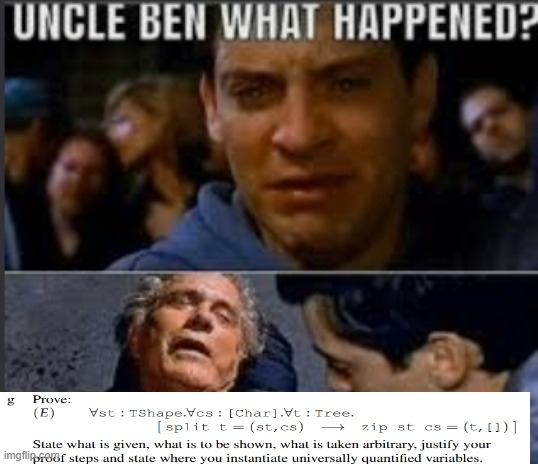 UNCLE BEN WHAT HAPPENED?
g Prove:
(E) ∀st : TShape.∀cs : [Char].∀t : Tree.
[ split t = (st,cs) ⟶ zip st cs = (t, [])]
State what is given, what is to be shown, what is taken arbitrary, justify your
proof steps and state where you instantiate universally quantified variables.
imgflip.com